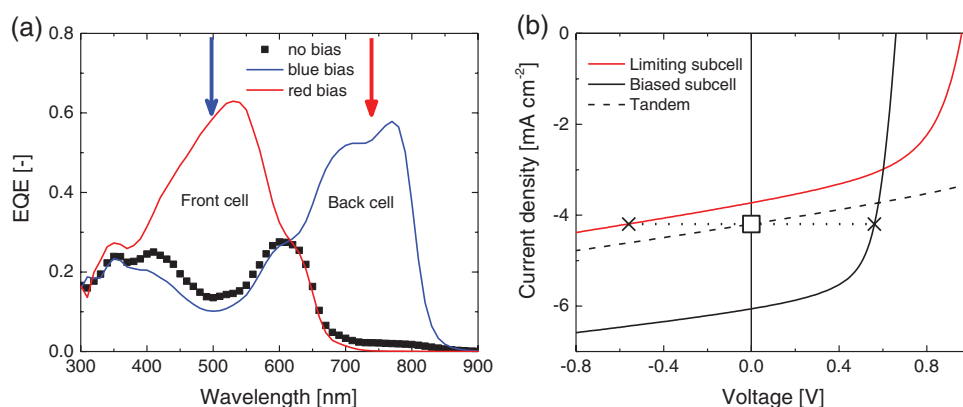 (a)
0.8
0.6
0.4
0.2
0.0
EQE [-]
no bias
blue bias
red bias
Front cell
Back cell
300 400 500 600 700 800 900
Wavelength [nm]
(b)
0
-2
-4
-6
Current density [mA cm⁻²]
Limiting subcell
Biased subcell
Tandem
-0.8 -0.4 0.0 0.4 0.8
Voltage [V]